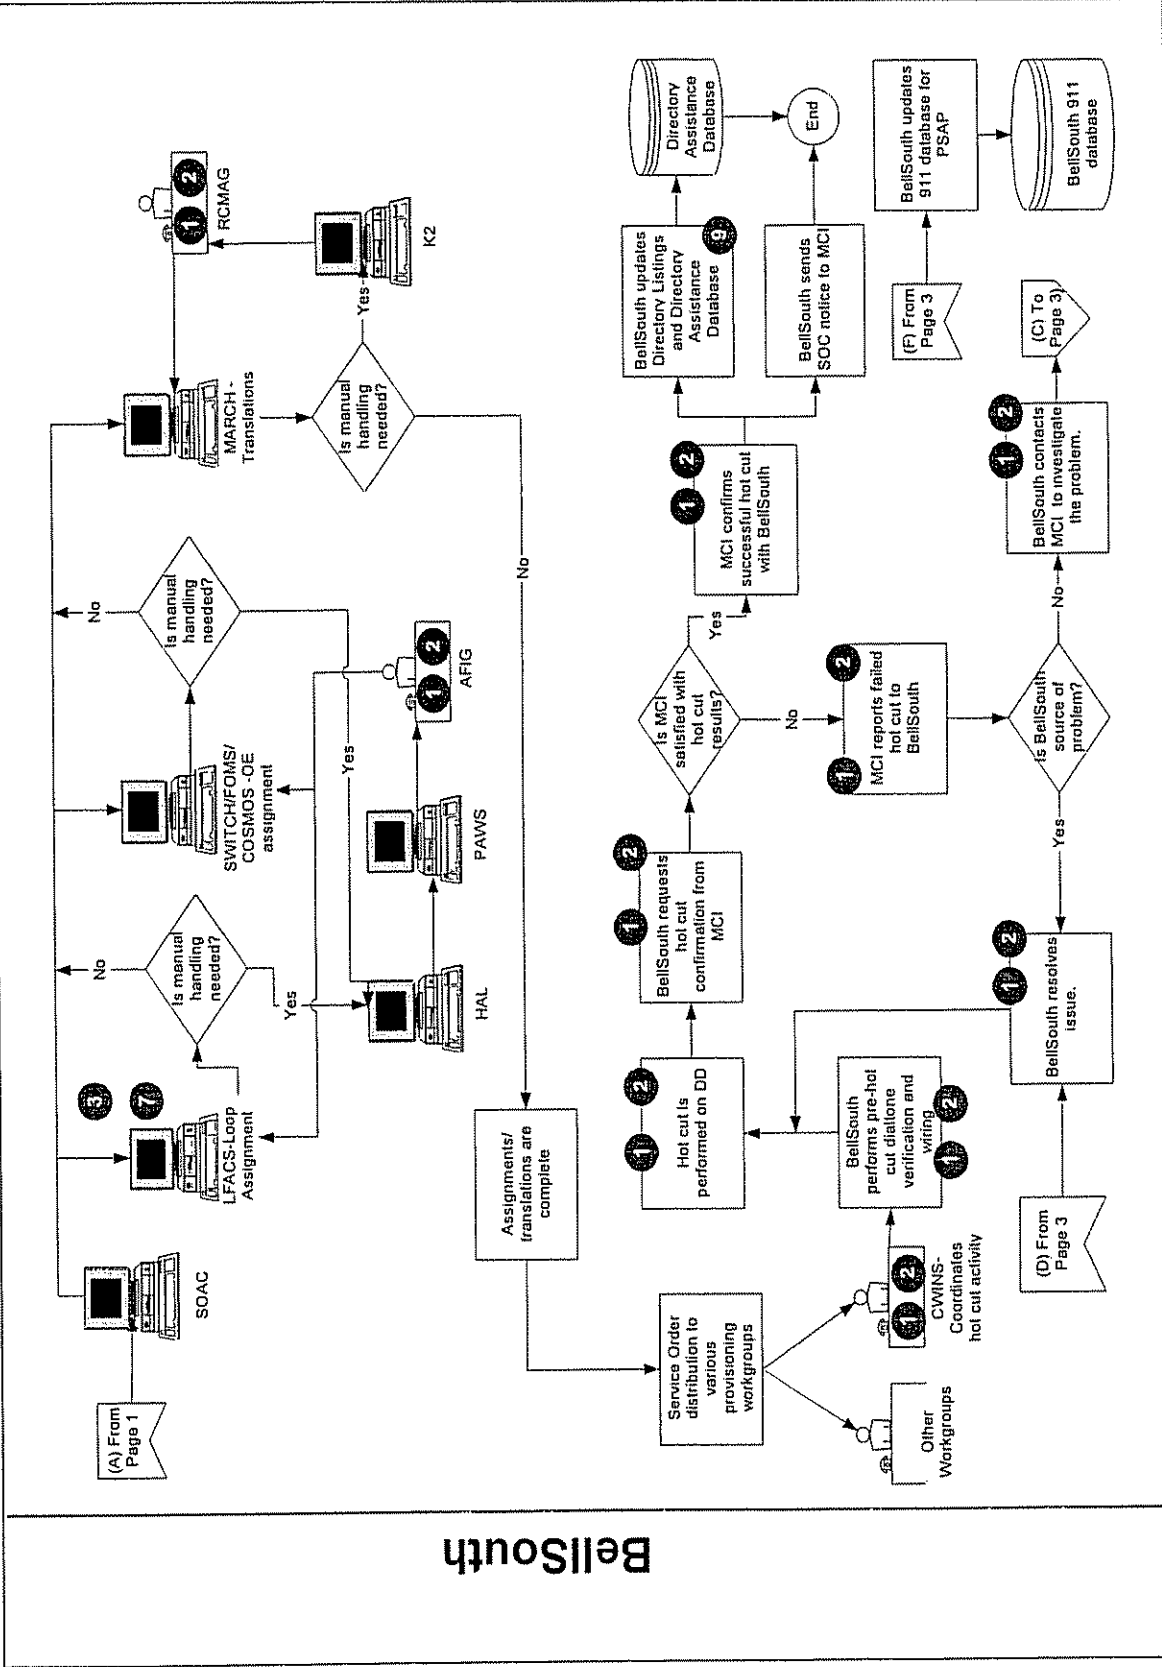 BellSouth
(A) From
Page 1
SOAC
3
7
LFACS-Loop
Assignment
Is manual
handling
needed?
No
Yes
HAL
PAWS
1
2
AFIG
SWITCH/FOMS/
COSMOS -OE
assignment
Is manual
handling
needed?
No
Yes
MARCH -
Translations
Is manual
handling
needed?
Yes
No
K2
1
2
RCMAG
Assignments/
translations are
complete
Service Order
distribution to
various
provisioning
workgroups
Other
Workgroups
1
2
CWINS-
Coordinates
hot cut activity
BellSouth
performs pre-hot
cut dialtone
verification and
wiring
1
2
1
2
Hot cut is
performed on DD
1
2
BellSouth requests
hot cut
confirmation from
MCI
Is MCI
satisfied with
hot cut
results?
Yes
No
1
2
MCI confirms
successful hot cut
with BellSouth
BellSouth updates
Directory Listings
and Directory
Assistance
Database
9
Directory
Assistance
Database
BellSouth sends
SOC notice to MCI
End
1
2
MCI reports failed
hot cut to
BellSouth
Is BellSouth
source of
problem?
Yes
No
(D) From
Page 3
1
2
BellSouth resolves
issue.
1
2
BellSouth contacts
MCI to investigate
the problem.
(C) To
Page 3)
(F) From
Page 3
BellSouth updates
911 database for
PSAP
BellSouth 911
database